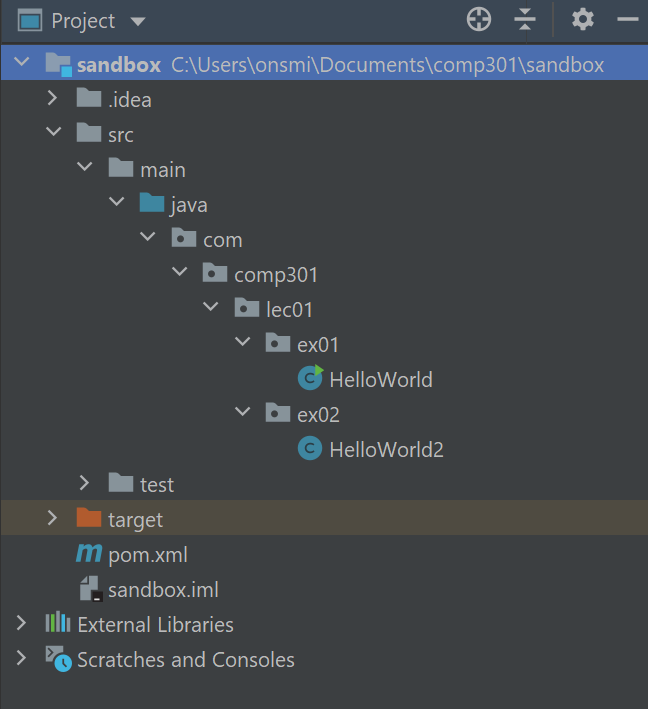 Project
sandbox C:\Users\onsmi\Documents\comp301\sandbox
.idea
src
main
java
com
comp301
lec01
ex01
HelloWorld
ex02
HelloWorld2
test
target
pom.xml
sandbox.iml
External Libraries
Scratches and Consoles